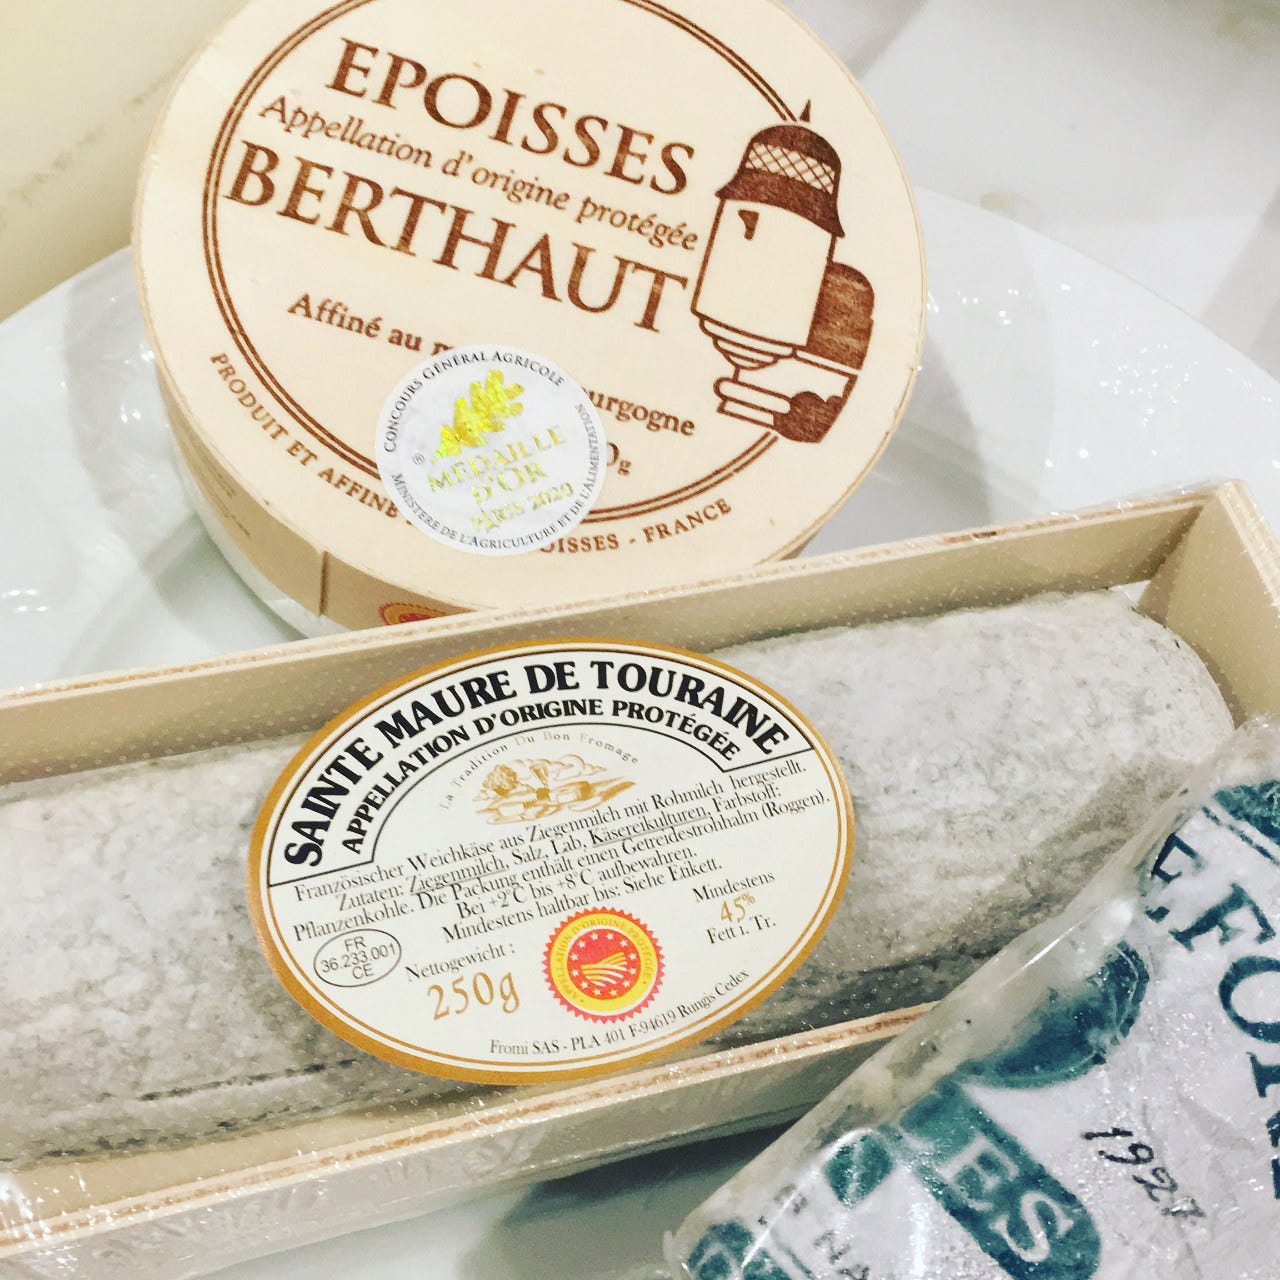 EPOISSES
Appellation d'origine protégée
BERTHAUT
Affiné au
urgogne
g
PRODUIT ET AFFINÉ
OISSES - FRANCE
CONCOURS GÉNÉRAL AGRICOLE
®
MÉDAILLE
D'OR
PARIS 2020
MINISTÈRE DE L'AGRICULTURE ET DE L'ALIMENTATION
SAINTE MAURE DE TOURAINE
APPELLATION D'ORIGINE PROTÉGÉE
La Tradition Du Bon Fromage
Französischer Weichkäse aus Ziegenmilch mit Rohmilch hergestellt.
Zutaten: Ziegenmilch, Salz, Lab, Käsereikulturen, Farbstoff:
Pflanzenkohle. Die Packung enthält einen Getreidestrohhalm (Roggen).
Bei +2°C bis +8°C aufbewahren.
Mindestens haltbar bis: Siehe Etikett.
FR
36.233.001
CE
Nettogewicht :
250g
APPELLATION D'ORIGINE PROTÉGÉE
Mindestens
45%
Fett i. Tr.
Fromi SAS - PLA 401 F-94619 Rungis Cedex
EFOR
1927
ES